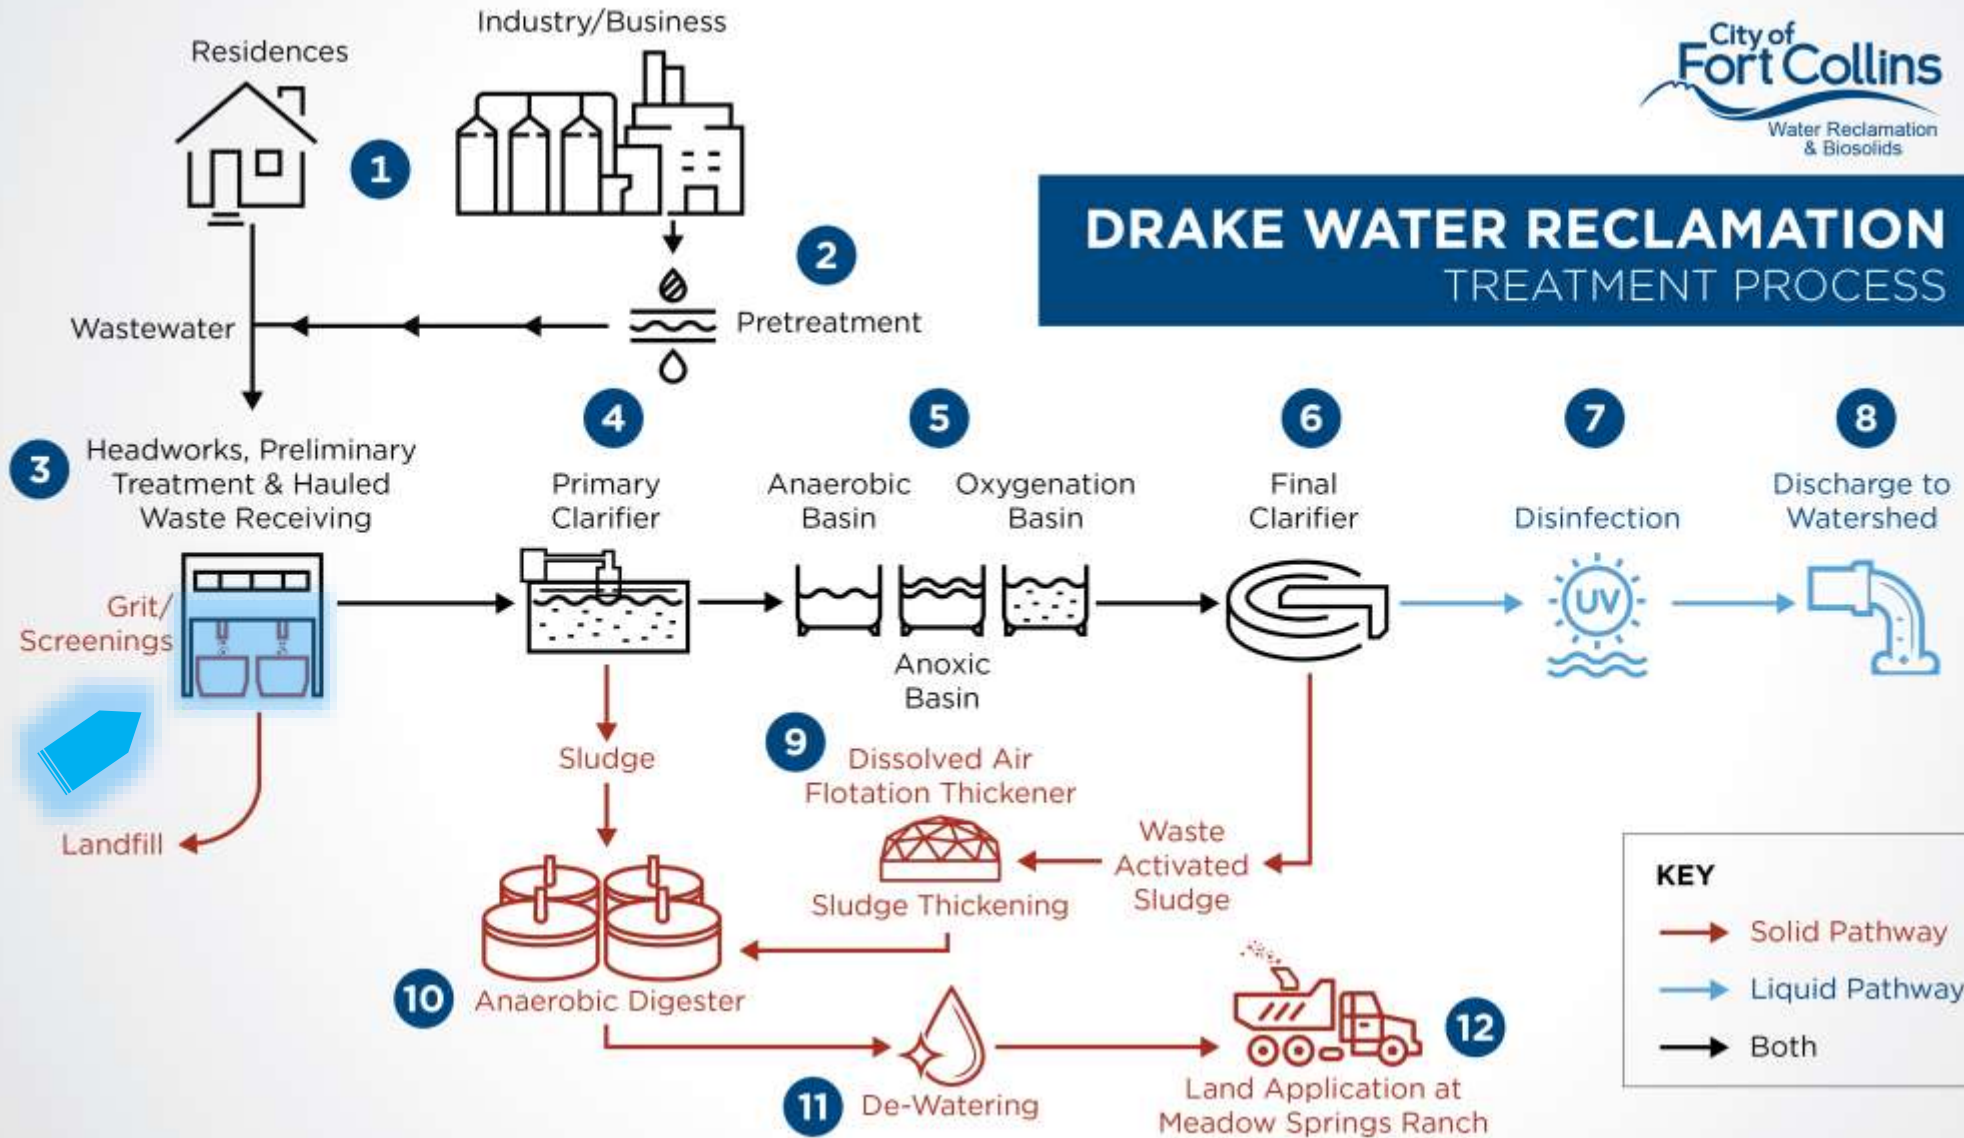 Residences
Industry/Business
City of
Fort Collins
Water Reclamation
& Biosolids
DRAKE WATER RECLAMATION
TREATMENT PROCESS
1
2
Wastewater
Pretreatment
3
Headworks, Preliminary
Treatment & Hauled
Waste Receiving
4
Primary
Clarifier
5
Anaerobic
Basin
Oxygenation
Basin
Anoxic
Basin
6
Final
Clarifier
7
Disinfection
UV
8
Discharge to
Watershed
Grit/
Screenings
Landfill
Sludge
9
Dissolved Air
Flotation Thickener
Sludge Thickening
Waste
Activated
Sludge
10
Anaerobic Digester
11
De-Watering
12
Land Application at
Meadow Springs Ranch
KEY
Solid Pathway
Liquid Pathway
Both